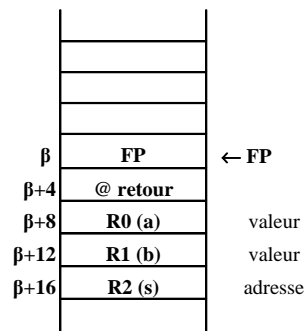 β FP ← FP
β+4 @ retour
β+8 R0 (a) valeur
β+12 R1 (b) valeur
β+16 R2 (s) adresse